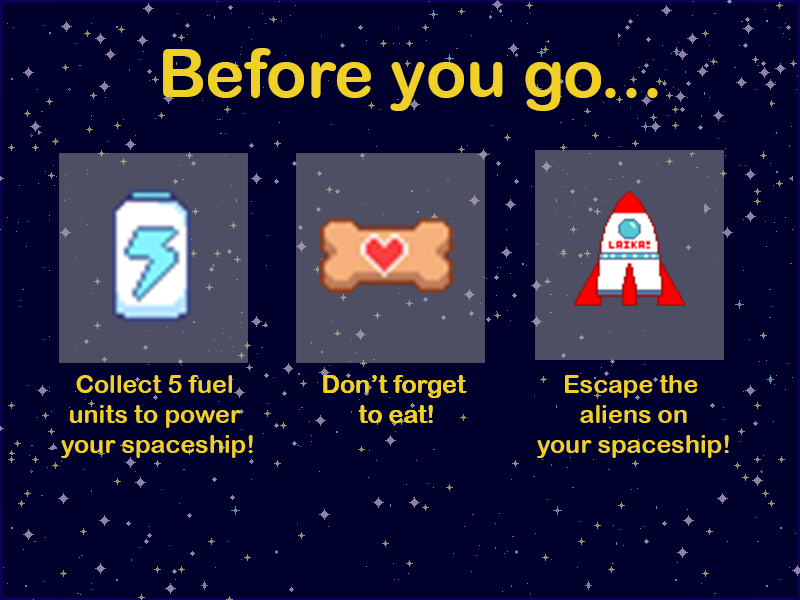 Before you go...
LAIKA!
Collect 5 fuel
units to power
your spaceship!
Don't forget
to eat!
Escape the
aliens on
your spaceship!